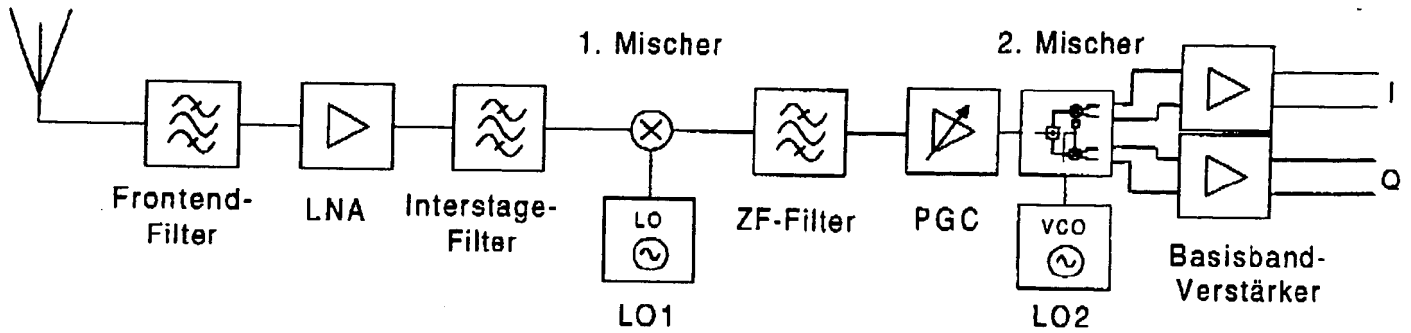 1. Mischer
2. Mischer
I
Q
Frontend-
Filter
LNA
Interstage-
Filter
LO
LO1
ZF-Filter
PGC
VCO
LO2
Basisband-
Verstärker